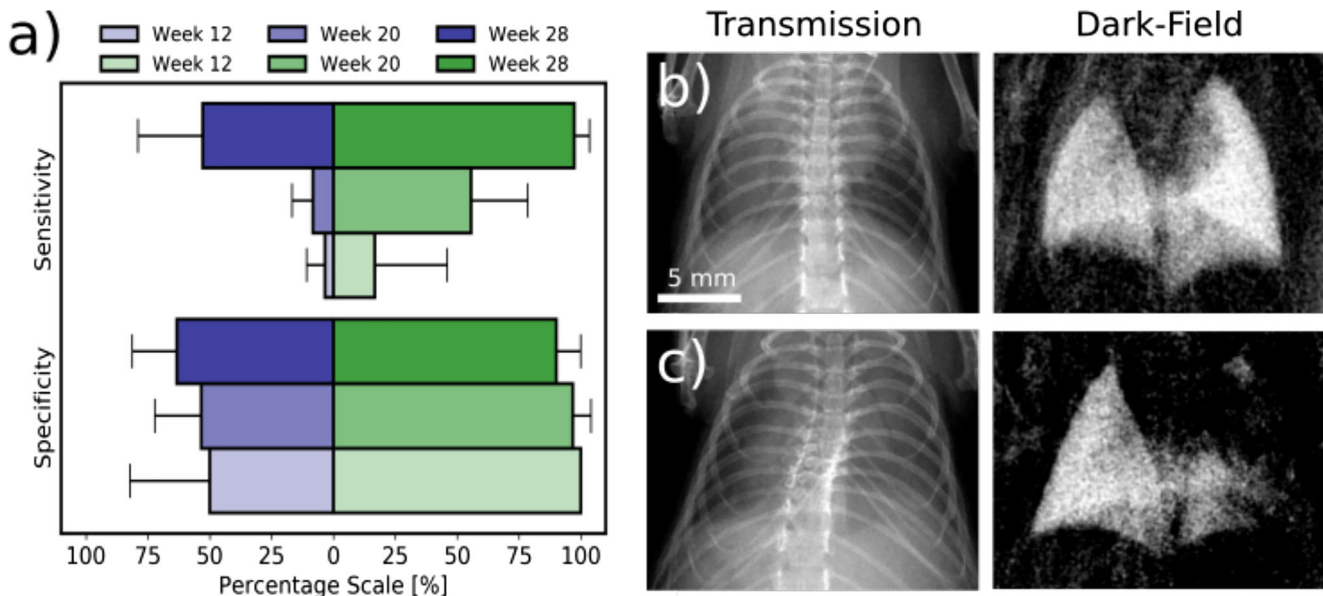 a)
Week 12 Week 20 Week 28
Week 12 Week 20 Week 28
Sensitivity
Specificity
100 75 50 25 0 25 50 75 100
Percentage Scale [%]
Transmission Dark-Field
b)
5 mm
c)